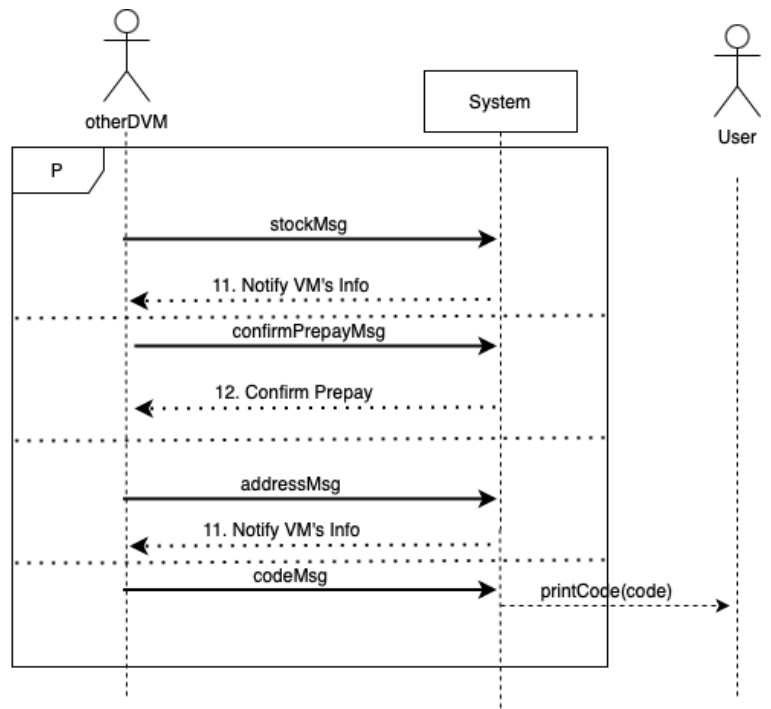 otherDVM
System
User
P
stockMsg
11. Notify VM's Info
confirmPrepayMsg
12. Confirm Prepay
addressMsg
11. Notify VM's Info
codeMsg
printCode(code)